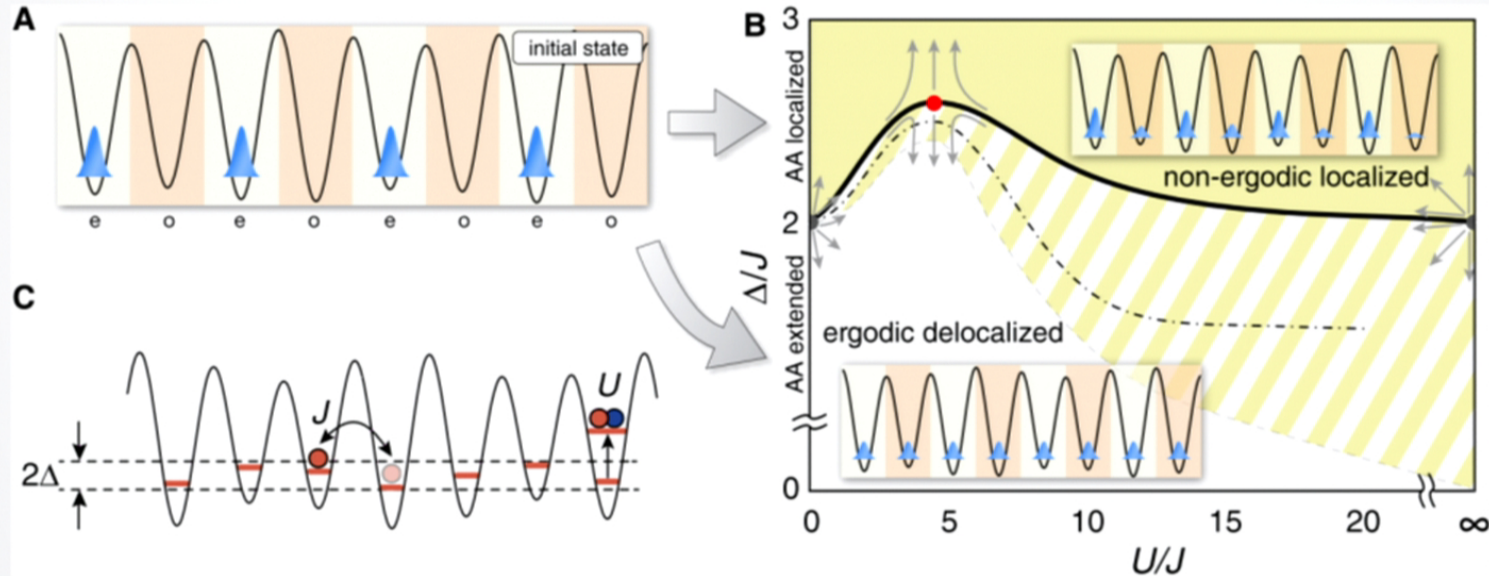 A
initial state
e o e o e o e o
C
J
U
2Δ
B
3
2
0
Δ/J
AA localized
AA extended
non-ergodic localized
ergodic delocalized
0 5 10 15 20 ∞
U/J